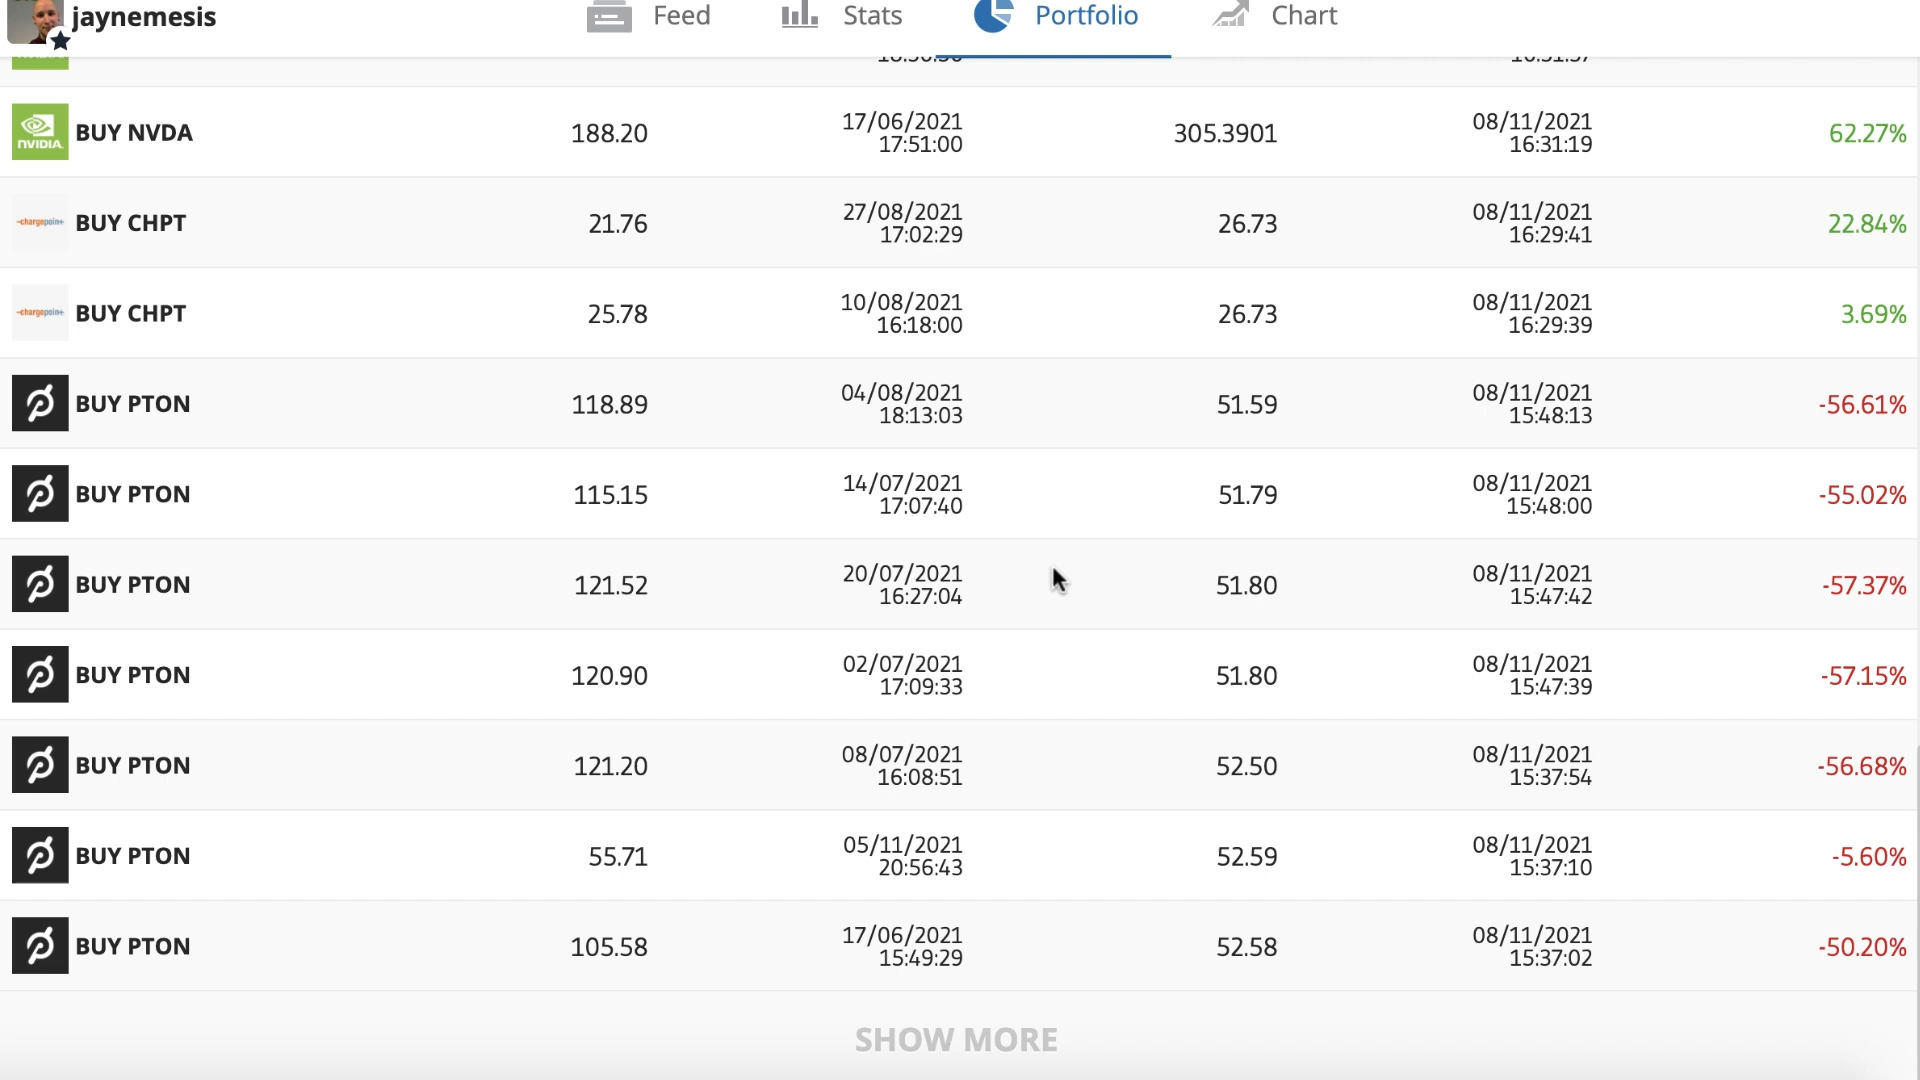 jaynemesis
Feed
Stats
Portfolio
Chart
NVIDIA
BUY NVDA 188.20 17/06/2021 17:51:00 305.3901 08/11/2021 16:31:19 62.27%
-chargepoin+
BUY CHPT 21.76 27/08/2021 17:02:29 26.73 08/11/2021 16:29:41 22.84%
-chargepoin+
BUY CHPT 25.78 10/08/2021 16:18:00 26.73 08/11/2021 16:29:39 3.69%
BUY PTON 118.89 04/08/2021 18:13:03 51.59 08/11/2021 15:48:13 -56.61%
BUY PTON 115.15 14/07/2021 17:07:40 51.79 08/11/2021 15:48:00 -55.02%
BUY PTON 121.52 20/07/2021 16:27:04 51.80 08/11/2021 15:47:42 -57.37%
BUY PTON 120.90 02/07/2021 17:09:33 51.80 08/11/2021 15:47:39 -57.15%
BUY PTON 121.20 08/07/2021 16:08:51 52.50 08/11/2021 15:37:54 -56.68%
BUY PTON 55.71 05/11/2021 20:56:43 52.59 08/11/2021 15:37:10 -5.60%
BUY PTON 105.58 17/06/2021 15:49:29 52.58 08/11/2021 15:37:02 -50.20%
SHOW MORE